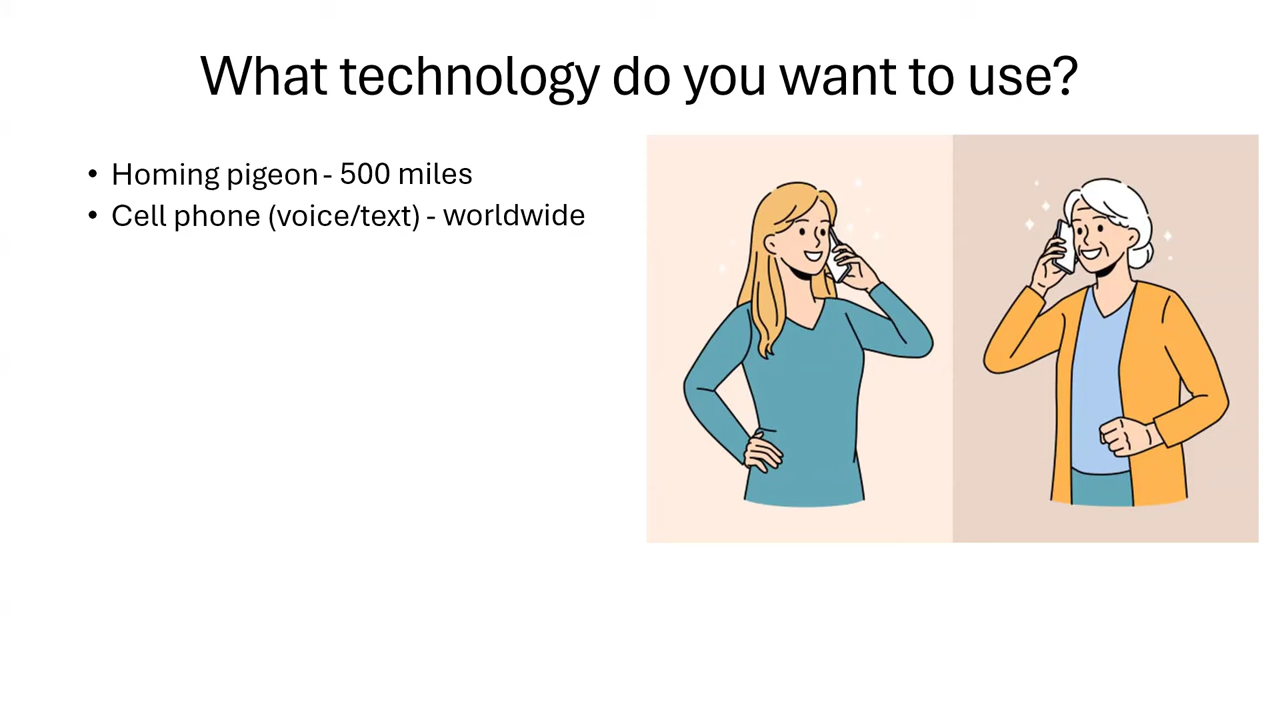 What technology do you want to use?
• Homing pigeon - 500 miles
• Cell phone (voice/text) - worldwide